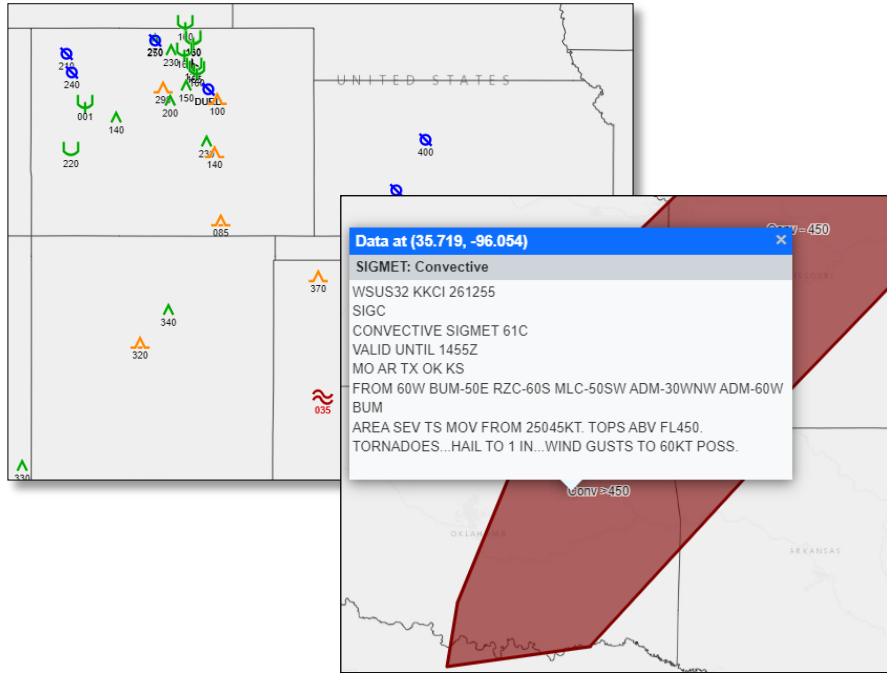 160
250
150
210
230
UNITED STATES
240
290
150
DUEL
200
100
001
140
400
230
140
220
085
370
340
320
035
330
Conv - 450
Data at (35.719, -96.054) ×
SIGMET: Convective
WSUS32 KKCI 261255
SIGC
CONVECTIVE SIGMET 61C
VALID UNTIL 1455Z
MO AR TX OK KS
FROM 60W BUM-50E RZC-60S MLC-50SW ADM-30WNW ADM-60W
BUM
AREA SEV TS MOV FROM 25045KT. TOPS ABV FL450.
TORNADOES...HAIL TO 1 IN...WIND GUSTS TO 60KT POSS.
Conv >450
OKLAHOMA
ARKANSAS